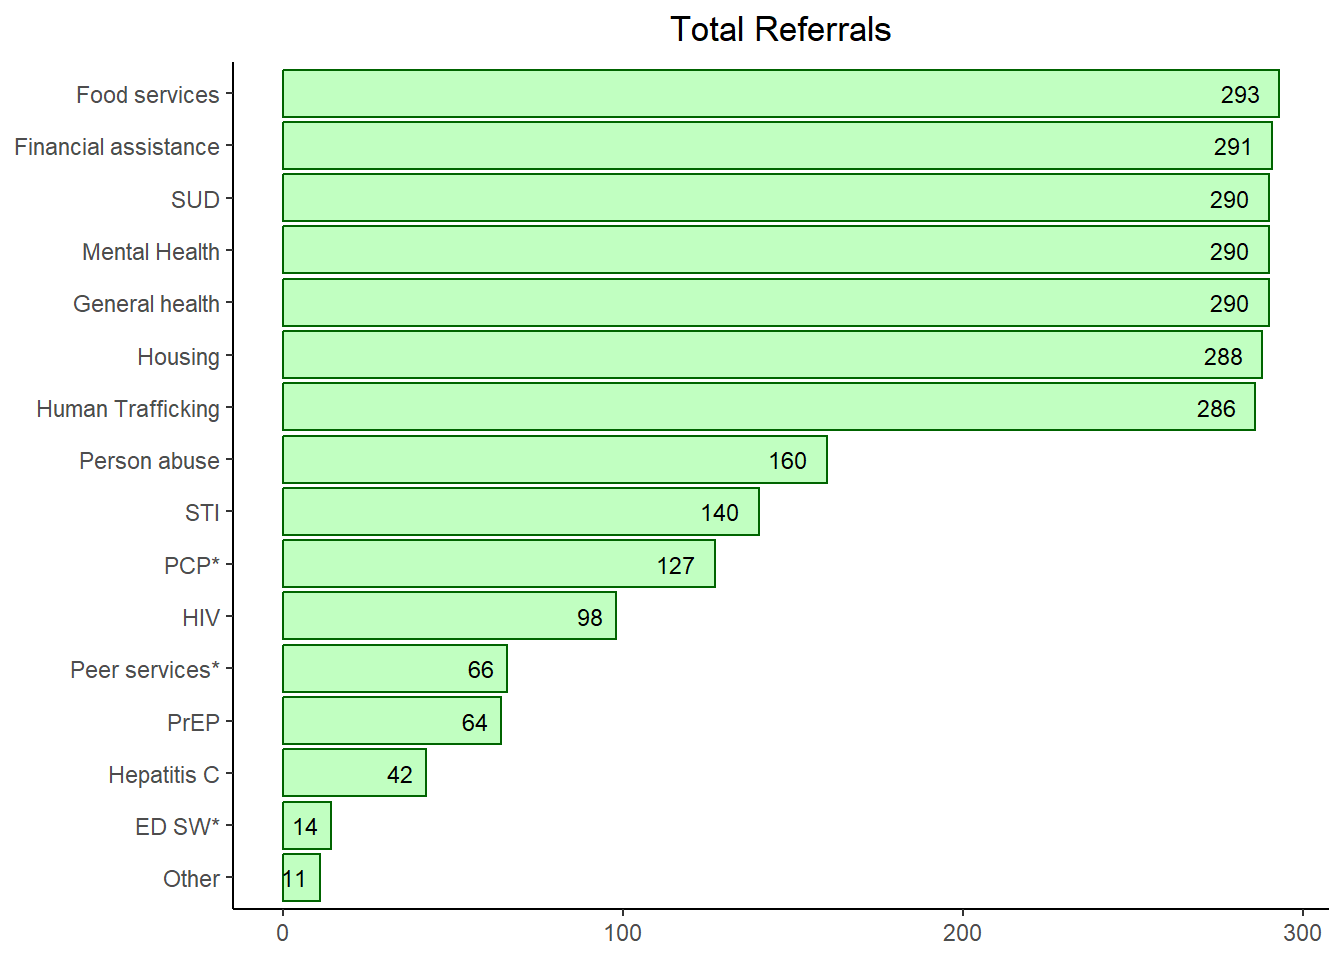 Total Referrals
Food services 293
Financial assistance 291
SUD 290
Mental Health 290
General health 290
Housing 288
Human Trafficking 286
Person abuse 160
STI 140
PCP* 127
HIV 98
Peer services* 66
PrEP 64
Hepatitis C 42
ED SW* 14
Other 11
0 100 200 300